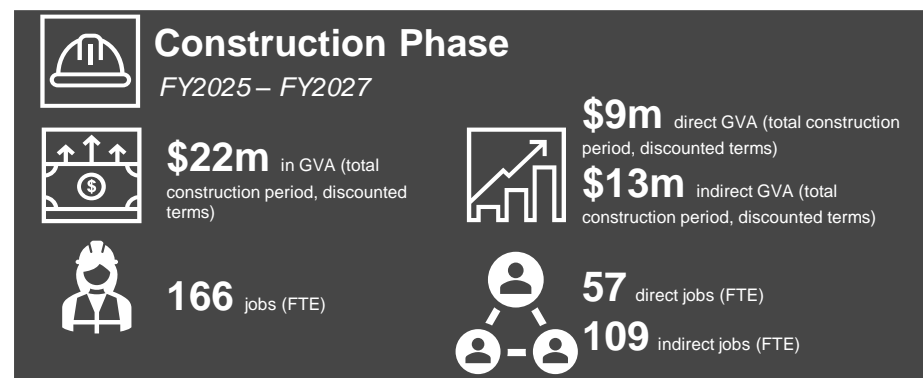 Construction Phase
FY2025 – FY2027
$22m in GVA (total
construction period, discounted
terms)
$9m direct GVA (total construction
period, discounted terms)
$13m indirect GVA (total
construction period, discounted terms)
166 jobs (FTE)
57 direct jobs (FTE)
109 indirect jobs (FTE)